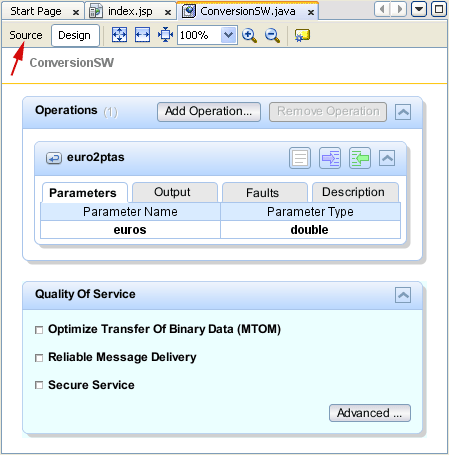 Start Page × index.jsp × ConversionSW.java ×
Source Design 100%
ConversionSW
Operations (1) Add Operation... Remove Operation
euro2ptas
Parameters Output Faults Description
Parameter Name Parameter Type
euros double
Quality Of Service
Optimize Transfer Of Binary Data (MTOM)
Reliable Message Delivery
Secure Service
Advanced ...